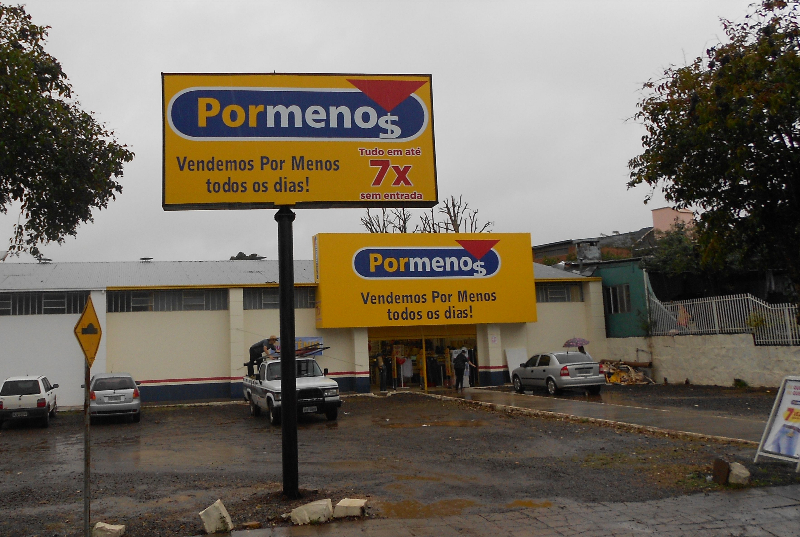 Pormeno$
Vendemos Por Menos
todos os dias!
Tudo em até
7x
sem entrada
Pormeno$
Vendemos Por Menos
todos os dias!